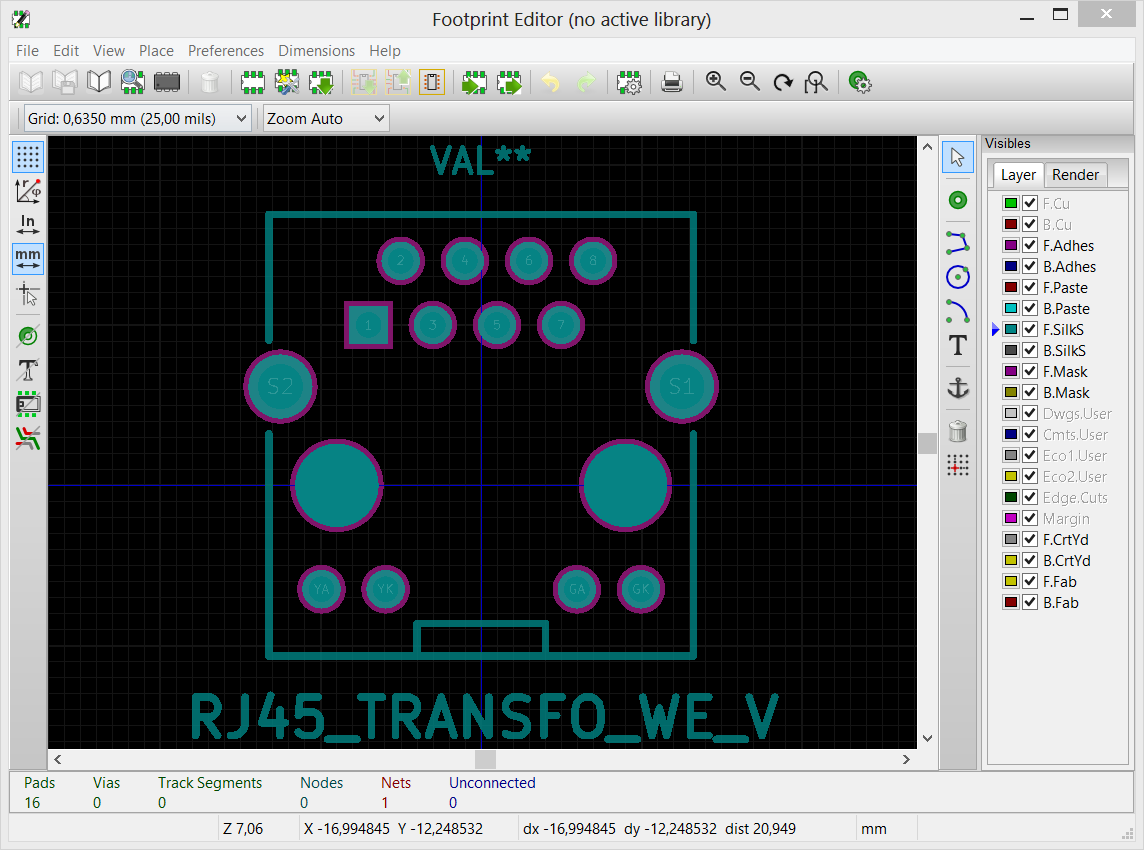 Footprint Editor (no active library)
File Edit View Place Preferences Dimensions Help
Grid: 0,6350 mm (25,00 mils) Zoom Auto
In
mm
Visibles
Layer Render
F.Cu
B.Cu
F.Adhes
B.Adhes
F.Paste
B.Paste
F.SilkS
B.SilkS
F.Mask
B.Mask
Dwgs.User
Cmts.User
Eco1.User
Eco2.User
Edge.Cuts
Margin
F.CrtYd
B.CrtYd
F.Fab
B.Fab
VAL**
2 4 6 8
1 3 5 7
S2 S1
YA YK GA GK
RJ45_TRANSFO_WE_V
T
Pads Vias Track Segments Nodes Nets Unconnected
16 0 0 0 1 0
Z 7,06 X -16,994845 Y -12,248532 dx -16,994845 dy -12,248532 dist 20,949 mm